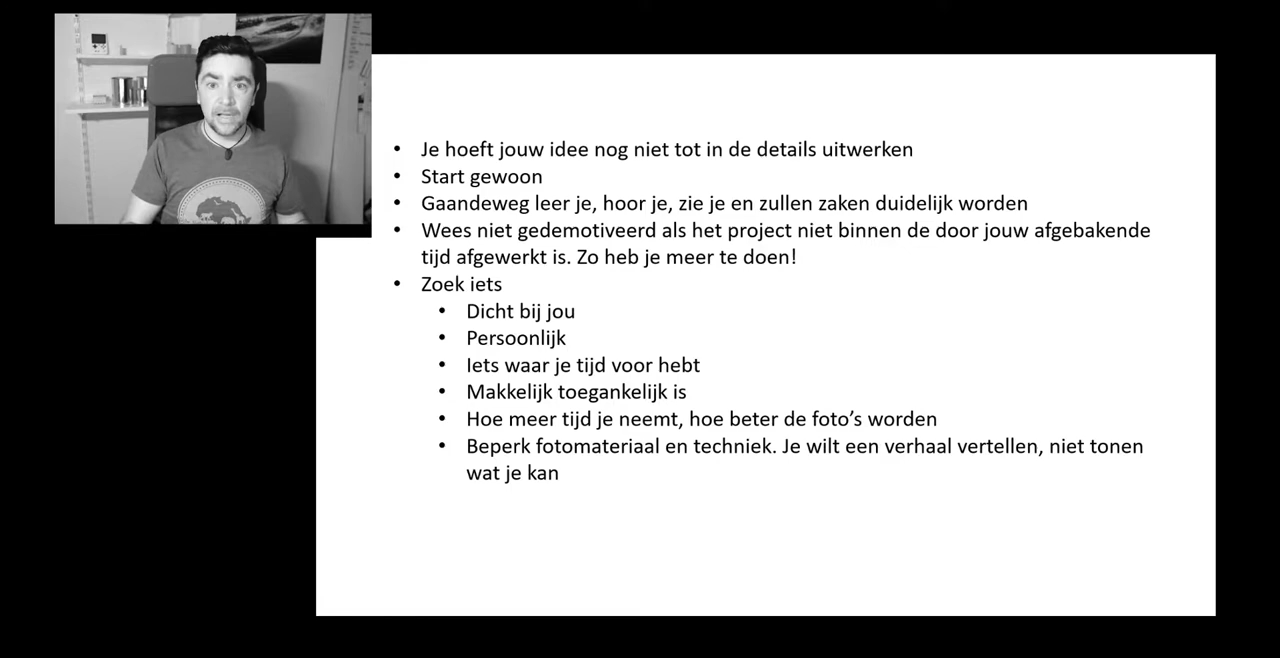 • Je hoeft jouw idee nog niet tot in de details uitwerken
• Start gewoon
• Gaandeweg leer je, hoor je, zie je en zullen zaken duidelijk worden
• Wees niet gedemotiveerd als het project niet binnen de door jouw afgebakende
tijd afgewerkt is. Zo heb je meer te doen!
• Zoek iets
• Dicht bij jou
• Persoonlijk
• Iets waar je tijd voor hebt
• Makkelijk toegankelijk is
• Hoe meer tijd je neemt, hoe beter de foto’s worden
• Beperk fotomateriaal en techniek. Je wilt een verhaal vertellen, niet tonen
wat je kan